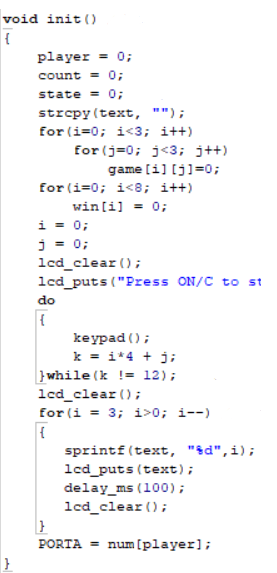 void init()
{
player = 0;
count = 0;
state = 0;
strcpy(text, "");
for(i=0; i<3; i++)
for(j=0; j<3; j++)
game[i][j]=0;
for(i=0; i<8; i++)
win[i] = 0;
i = 0;
j = 0;
lcd_clear();
lcd_puts("Press ON/C to st
do
{
keypad();
k = i*4 + j;
}while(k != 12);
lcd_clear();
for(i = 3; i>0; i--)
{
sprintf(text, "%d",i);
lcd_puts(text);
delay_ms(100);
lcd_clear();
}
PORTA = num[player];
}